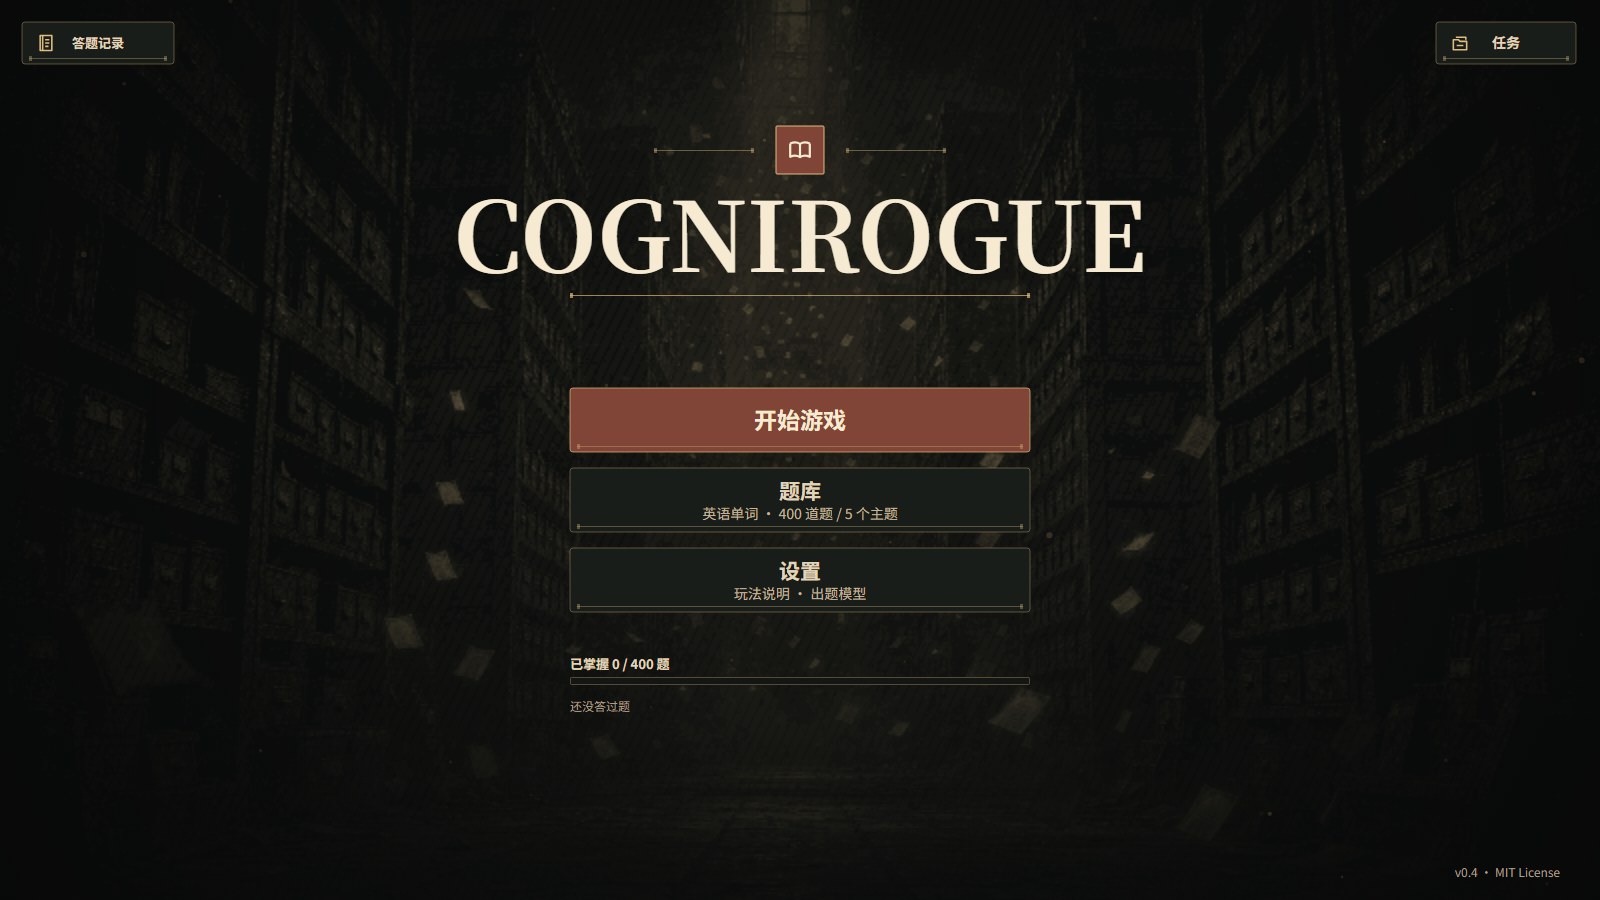 答题记录
任务
COGNIROGUE
开始游戏
题库
英语单词 · 400 道题 / 5 个主题
设置
玩法说明 · 出题模型
已掌握 0 / 400 题
还没答过题
v0.4 · MIT License